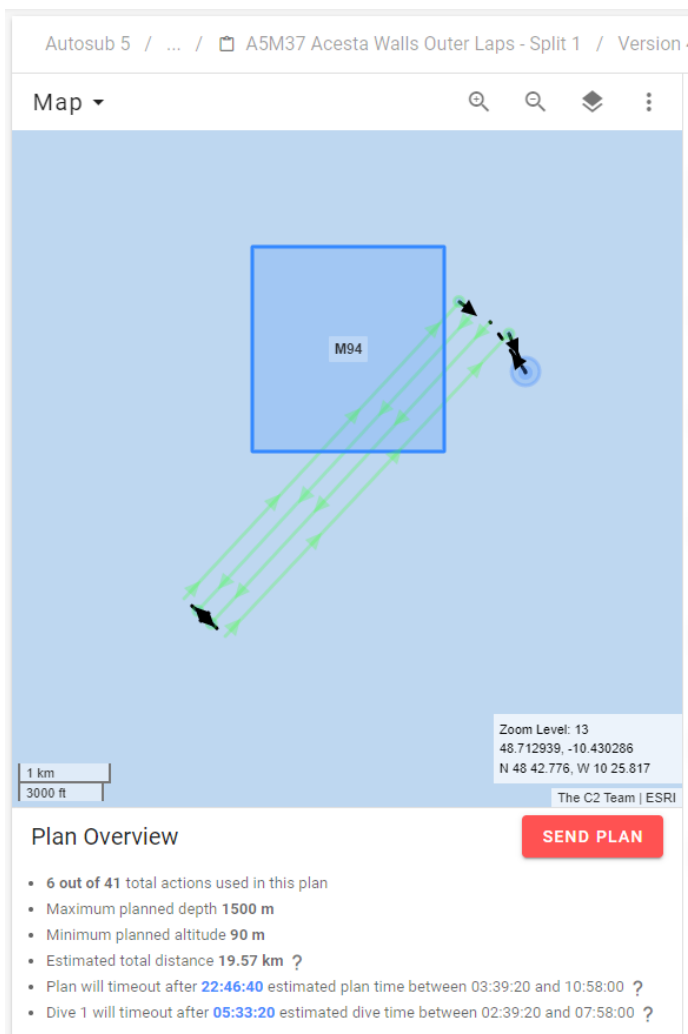 Autosub 5 / ... / A5M37 Acesta Walls Outer Laps - Split 1 / Version
Map
M94
Zoom Level: 13
48.712939, -10.430286
N 48 42.776, W 10 25.817
1 km
3000 ft
The C2 Team | ESRI
Plan Overview
SEND PLAN
• 6 out of 41 total actions used in this plan
• Maximum planned depth 1500 m
• Minimum planned altitude 90 m
• Estimated total distance 19.57 km ?
• Plan will timeout after 22:46:40 estimated plan time between 03:39:20 and 10:58:00 ?
• Dive 1 will timeout after 05:33:20 estimated dive time between 02:39:20 and 07:58:00 ?